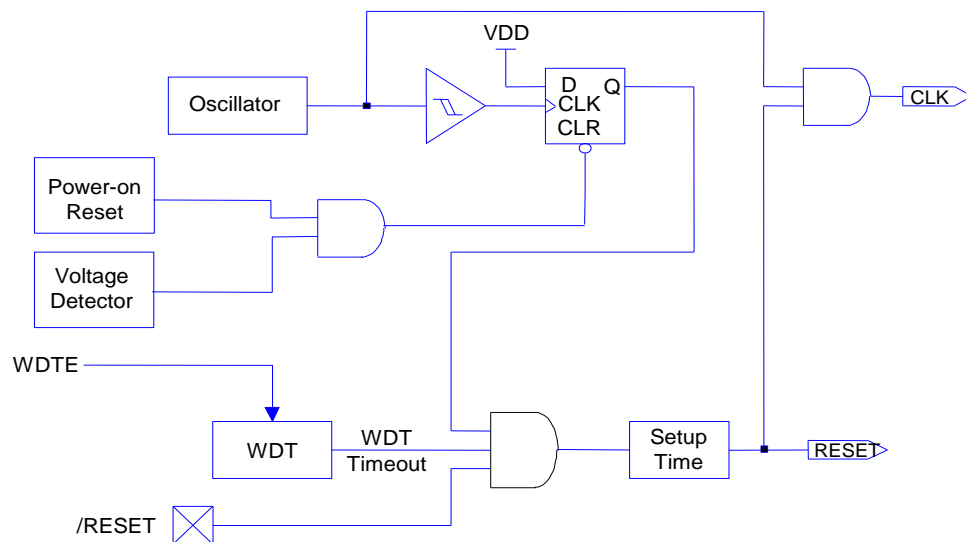 VDD
Oscillator
D Q
CLK
CLR
CLK
Power-on
Reset
Voltage
Detector
WDTE
WDT
WDT
Timeout
Setup
Time
RESET
/RESET